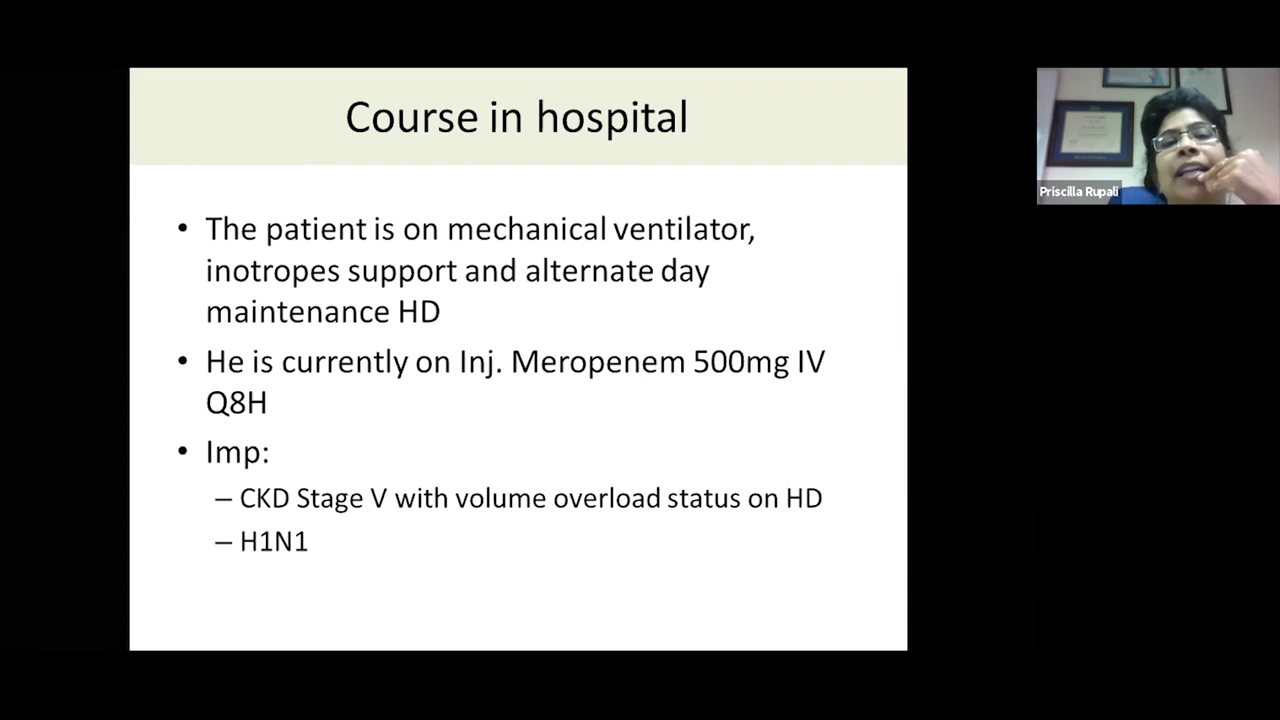 Course in hospital
• The patient is on mechanical ventilator,
inotropes support and alternate day
maintenance HD
• He is currently on Inj. Meropenem 500mg IV
Q8H
• Imp:
– CKD Stage V with volume overload status on HD
– H1N1
Priscilla Rupali